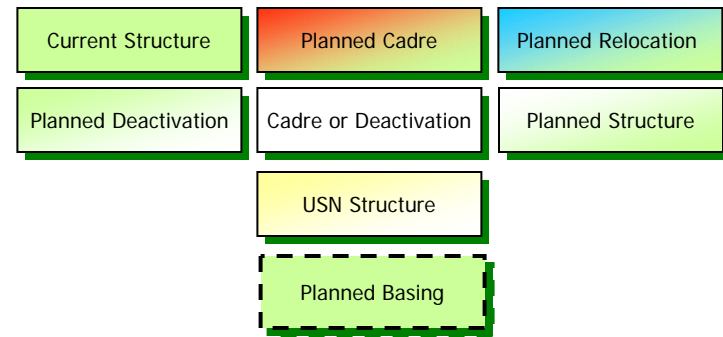 Current Structure
Planned Cadre
Planned Relocation
Planned Deactivation
Cadre or Deactivation
Planned Structure
USN Structure
Planned Basing